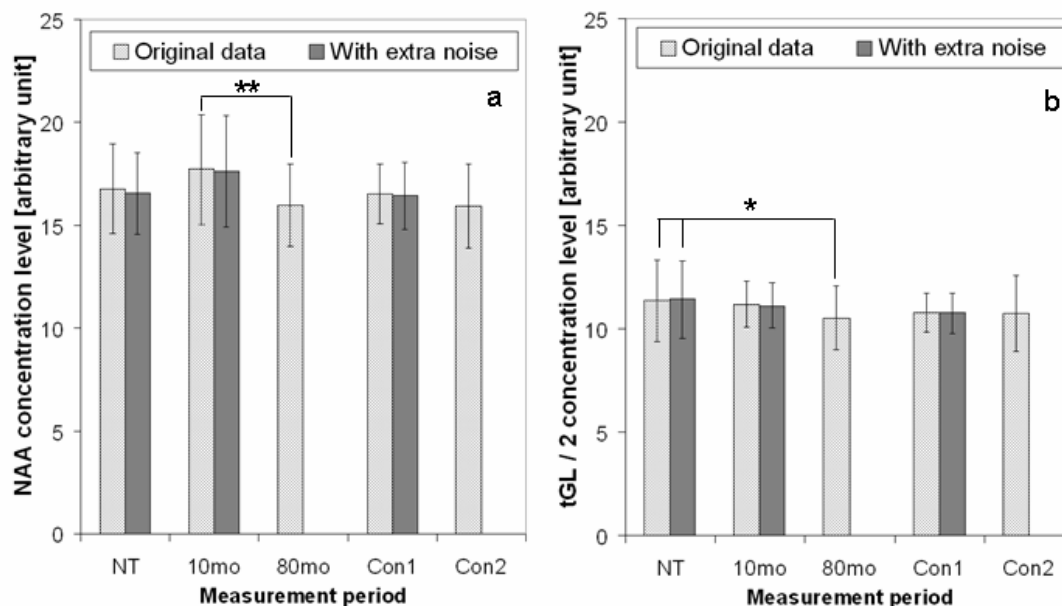 NAA concentration level [arbitrary unit]
25
20
15
10
5
0
Original data With extra noise
**
a
NT 10mo 80mo Con1 Con2
Measurement period
tGL / 2 concentration level [arbitrary unit]
25
20
15
10
5
0
Original data With extra noise
b
*
NT 10mo 80mo Con1 Con2
Measurement period